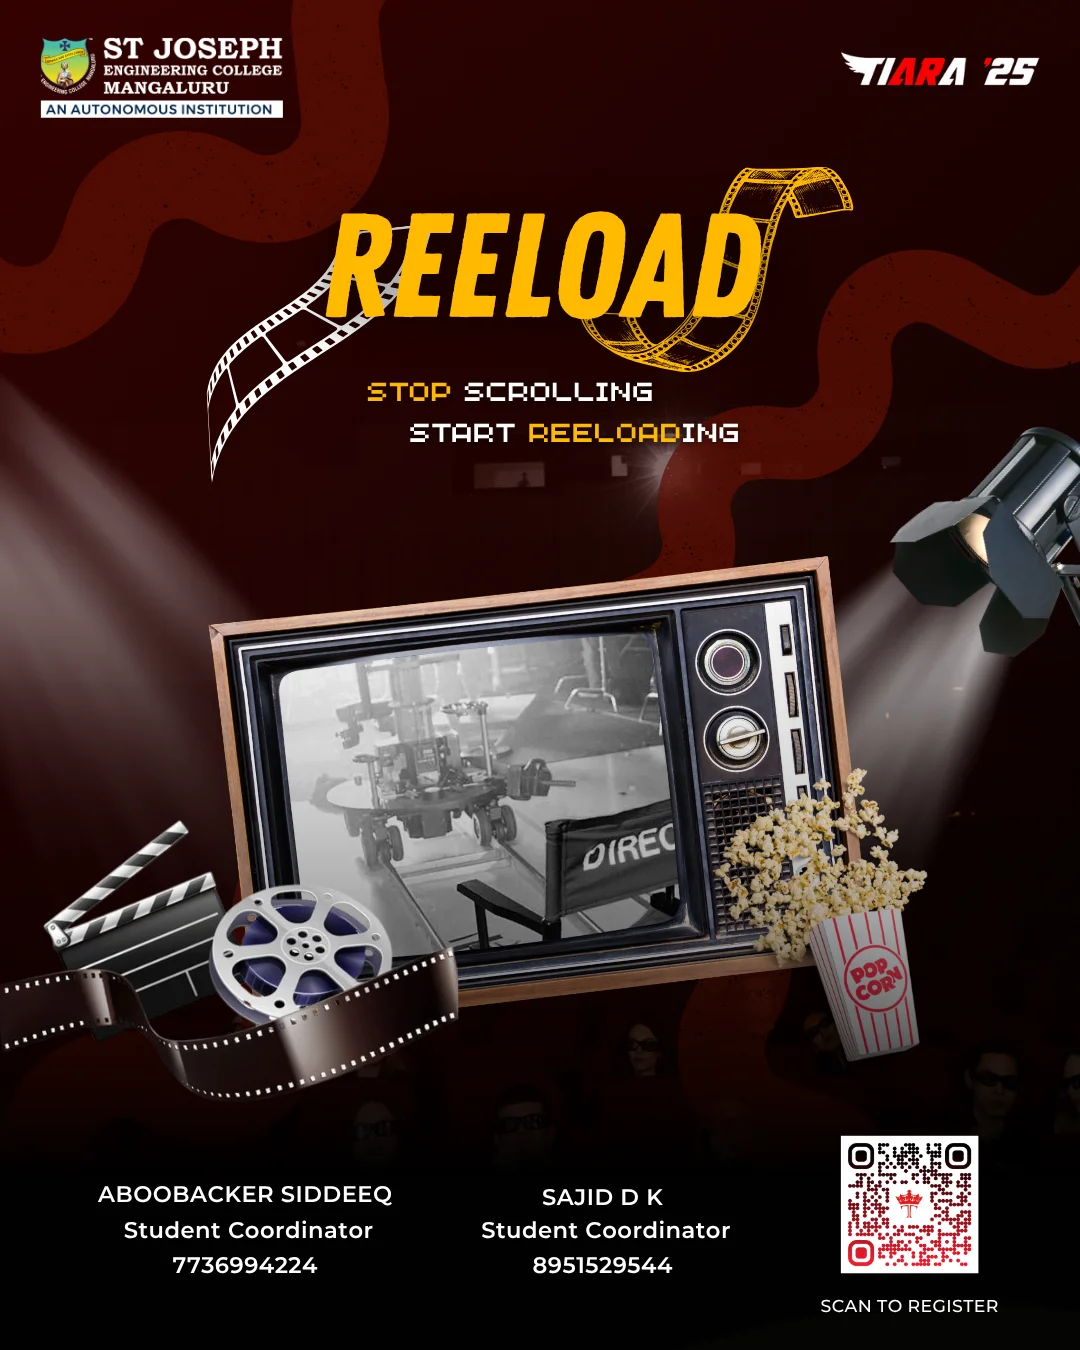 ST JOSEPH
ENGINEERING COLLEGE
MANGALURU
AN AUTONOMOUS INSTITUTION
TIARA '25
REELOAD
STOP SCROLLING
START REELOADING
DIREC
POP
CORN
ABOOBACKER SIDDEEQ
Student Coordinator
7736994224
SAJID D K
Student Coordinator
8951529544
SCAN TO REGISTER